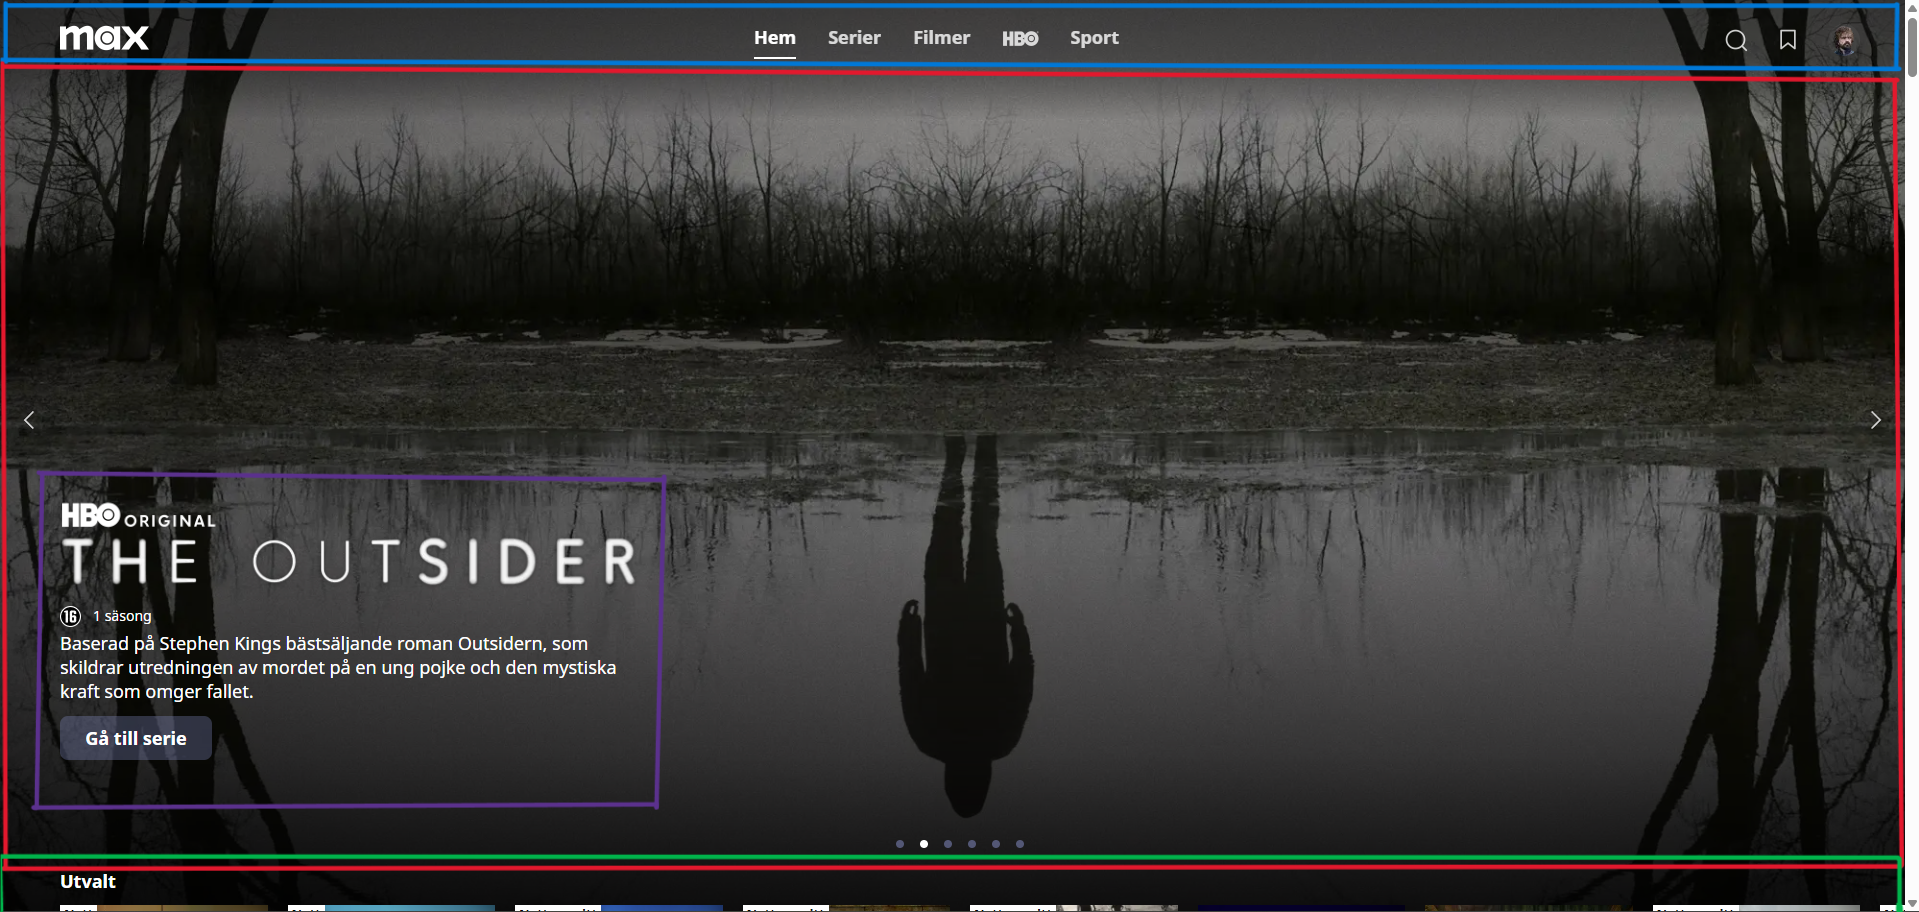 max
Hem Serier Filmer HBO Sport
HBO ORIGINAL
THE OUTSIDER
16 1 säsong
Baserad på Stephen Kings bästsäljande roman Outsidern, som
skildrar utredningen av mordet på en ung pojke och den mystiska
kraft som omger fallet.
Gå till serie
Utvalt